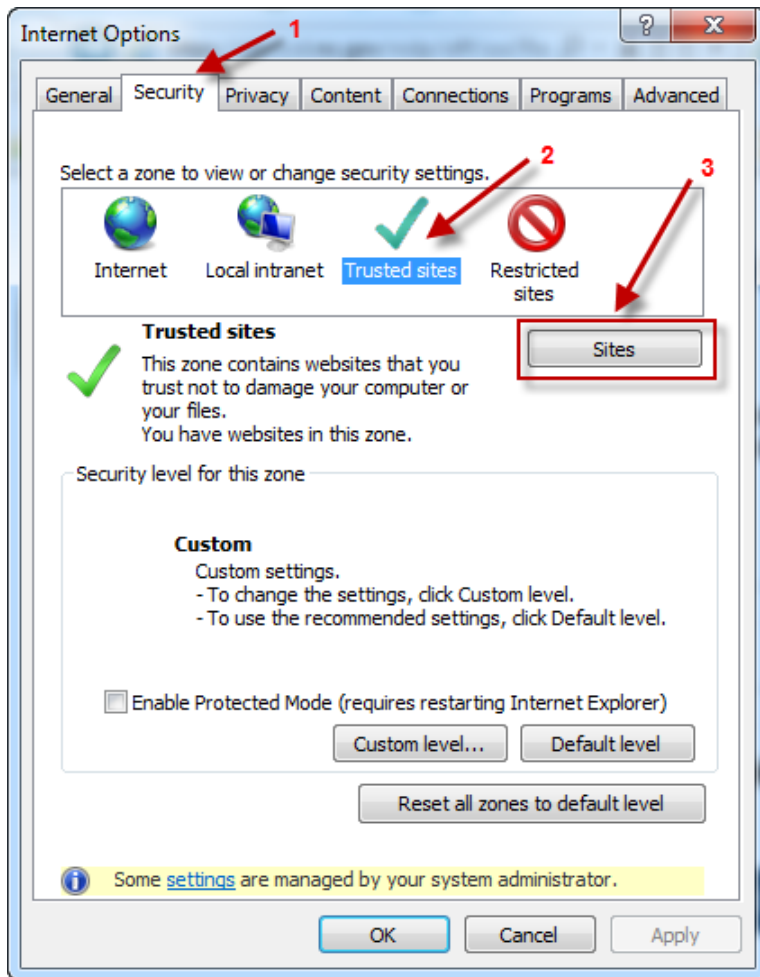 Internet Options
1
General Security Privacy Content Connections Programs Advanced
2
3
Select a zone to view or change security settings.
Internet Local intranet Trusted sites Restricted
sites
Trusted sites
Sites
This zone contains websites that you
trust not to damage your computer or
your files.
You have websites in this zone.
Security level for this zone
Custom
Custom settings.
- To change the settings, click Custom level.
- To use the recommended settings, click Default level.
Enable Protected Mode (requires restarting Internet Explorer)
Custom level... Default level
Reset all zones to default level
Some settings are managed by your system administrator.
OK Cancel Apply